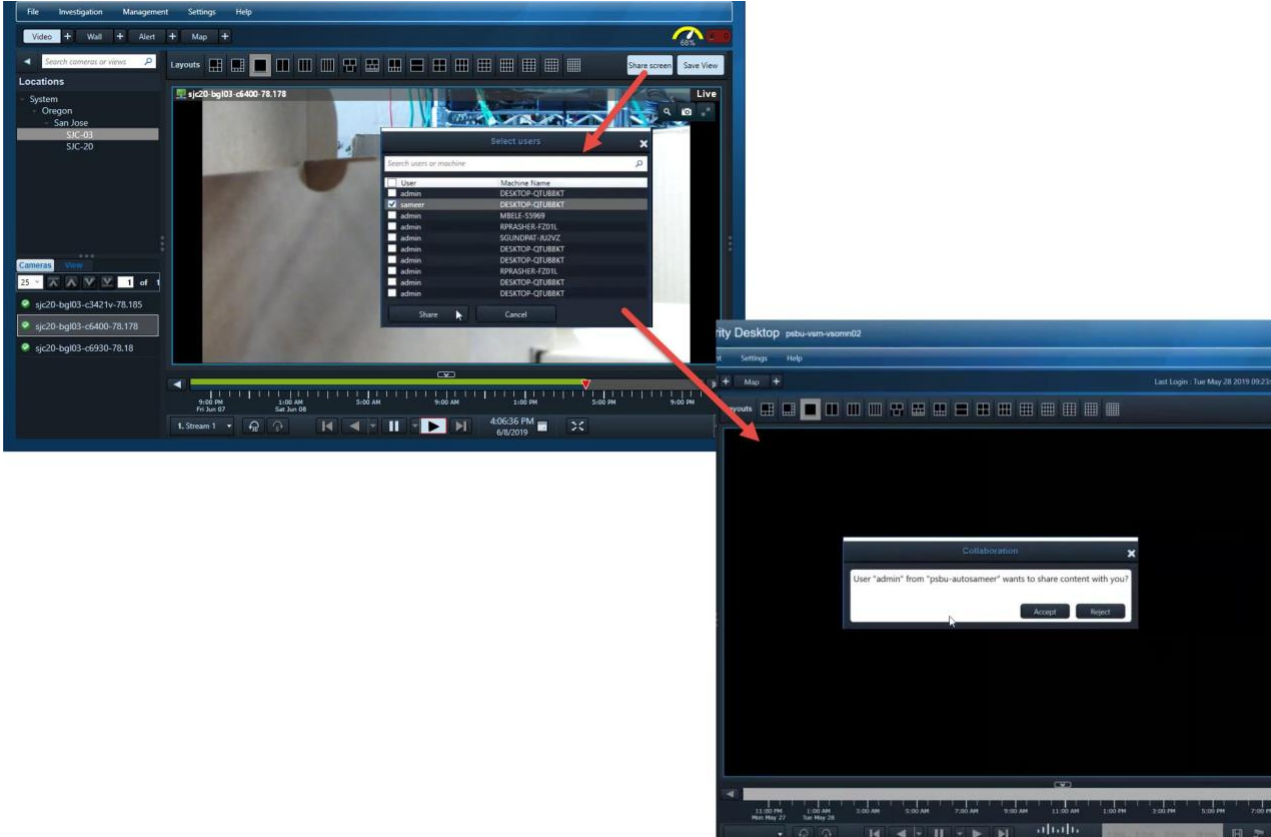 File Investigation Management Settings Help
Video + Wall + Alert + Map +
68%
Search cameras or views
Layouts
Share screen Save View
Locations
System
Oregon
San Jose
SJC-03
SJC-20
sjc20-bgl03-c6400-78.178
Live
Select users
Search users or machine
User Machine Name
admin DESKTOP-QTUBBKT
sameer DESKTOP-QTUBBKT
admin MBELE-S5969
admin RPRASHER-FZ01L
admin SGUNDPAT-JU2VZ
admin DESKTOP-QTUBBKT
admin DESKTOP-QTUBBKT
admin RPRASHER-FZ01L
admin DESKTOP-QTUBBKT
admin DESKTOP-QTUBBKT
Share Cancel
Cameras View
25 1 of 1
sjc20-bgl03-c3421v-78.185
sjc20-bgl03-c6400-78.178
sjc20-bgl03-c6930-78.18
9:00 PM 1:00 AM 5:00 AM 9:00 AM 1:00 PM 5:00 PM 9:00 PM
Fri Jun 07 Sat Jun 08
1. Stream 1
4:06:36 PM
6/8/2019
rity Desktop psbu-vsm-vsomn02
nt Settings Help
+ Map +
Last Login : Tue May 28 2019 09:23:
ayouts
Collaboration
User "admin" from "psbu-autosameer" wants to share content with you?
Accept Reject
11:00 PM 1:00 AM 3:00 AM 5:00 AM 7:00 AM 9:00 AM 11:00 AM 1:00 PM 3:00 PM 5:00 PM 7:00 P
Mon May 27 Tue May 28